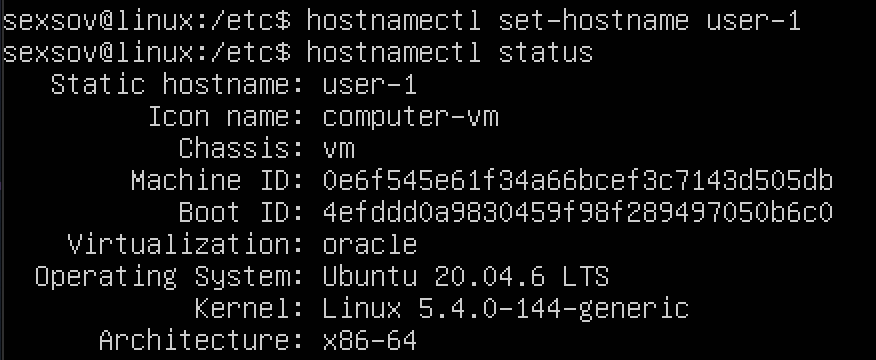 sexsov@linux:/etc$ hostnamectl set-hostname user-1
sexsov@linux:/etc$ hostnamectl status
Static hostname: user-1
Icon name: computer-vm
Chassis: vm
Machine ID: 0e6f545e61f34a66bcef3c7143d505db
Boot ID: 4efddd0a9830459f98f289497050b6c0
Virtualization: oracle
Operating System: Ubuntu 20.04.6 LTS
Kernel: Linux 5.4.0-144-generic
Architecture: x86-64